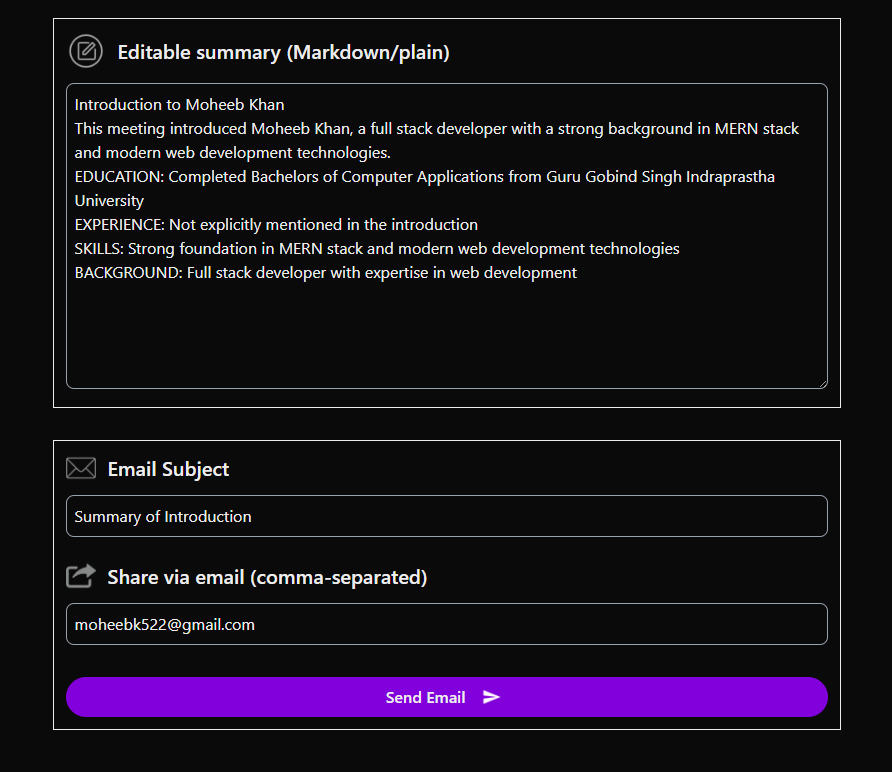 Editable summary (Markdown/plain)
Introduction to Moheeb Khan
This meeting introduced Moheeb Khan, a full stack developer with a strong background in MERN stack
and modern web development technologies.
EDUCATION: Completed Bachelors of Computer Applications from Guru Gobind Singh Indraprastha
University
EXPERIENCE: Not explicitly mentioned in the introduction
SKILLS: Strong foundation in MERN stack and modern web development technologies
BACKGROUND: Full stack developer with expertise in web development
Email Subject
Summary of Introduction
Share via email (comma-separated)
moheebk522@gmail.com
Send Email